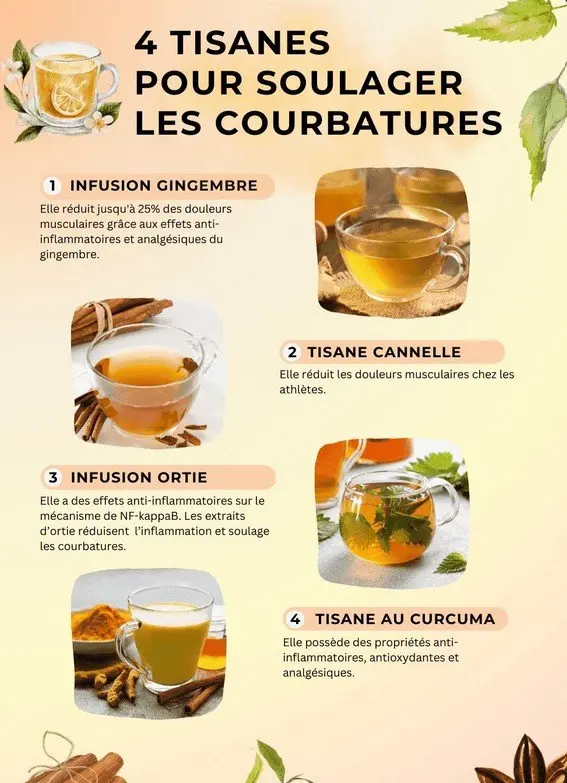 4 TISANES
POUR SOULAGER
LES COURBATURES
1 INFUSION GINGEMBRE
Elle réduit jusqu'à 25% des douleurs
musculaires grâce aux effets anti-
inflammatoires et analgésiques du
gingembre.
2 TISANE CANNELLE
Elle réduit les douleurs musculaires chez les
athlètes.
3 INFUSION ORTIE
Elle a des effets anti-inflammatoires sur le
mécanisme de NF-kappaB. Les extraits
d'ortie réduisent l'inflammation et soulage
les courbatures.
4 TISANE AU CURCUMA
Elle possède des propriétés anti-
inflammatoires, antioxydantes et
analgésiques.